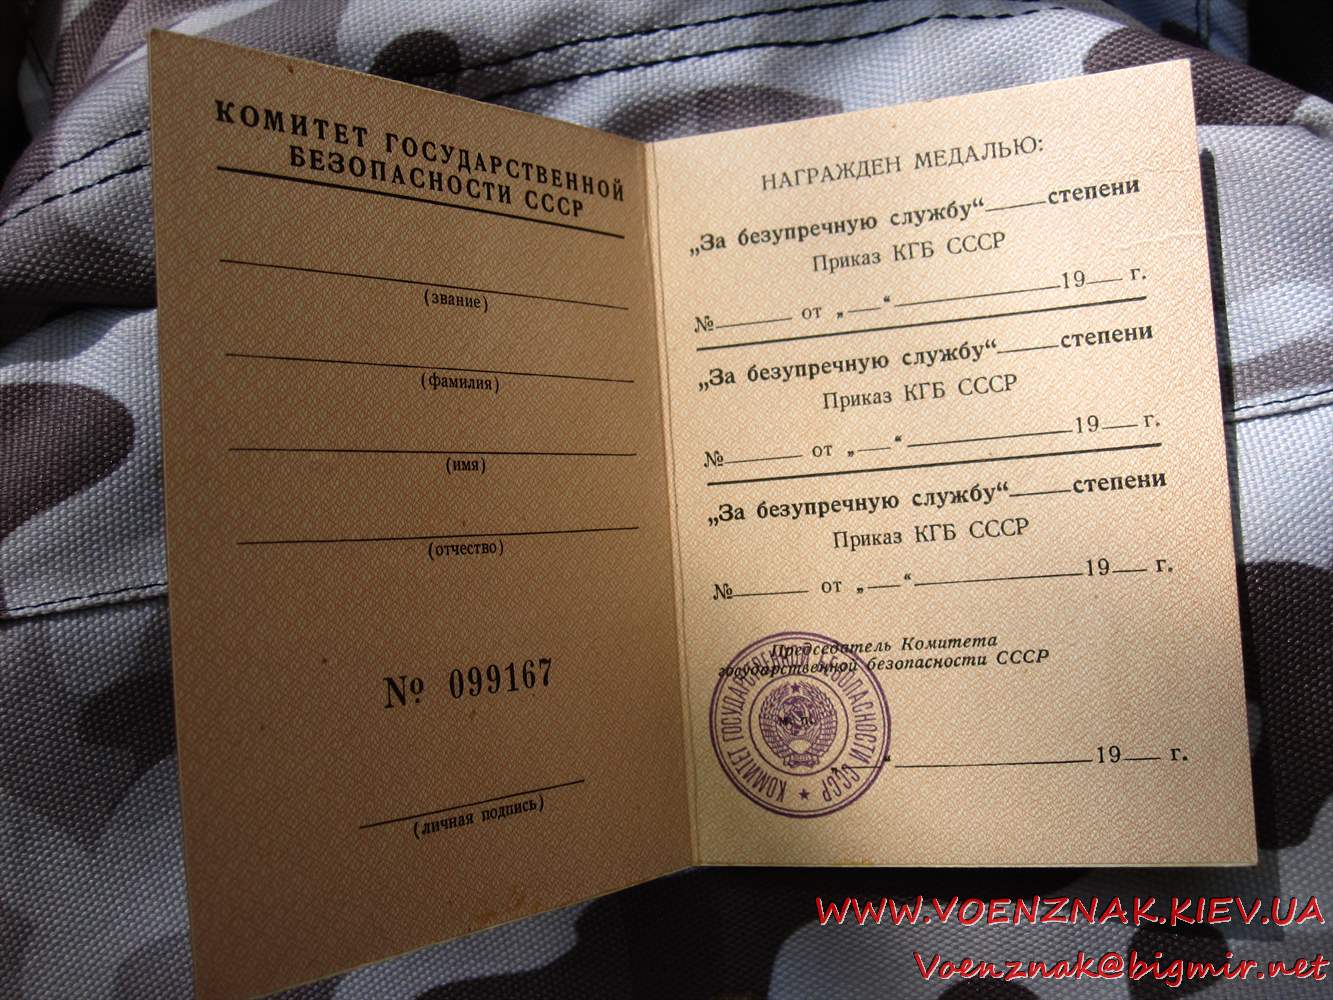 КОМИТЕТ ГОСУДАРСТВЕННОЙ
БЕЗОПАСНОСТИ СССР
(звание)
(фамилия)
(имя)
(отчество)
№ 099167
(личная подпись)
НАГРАЖДЕН МЕДАЛЬЮ:
„За безупречную службу“ степени
Приказ КГБ СССР
№ от „ “ 19 г.
„За безупречную службу“ степени
Приказ КГБ СССР
№ от „ “ 19 г.
„За безупречную службу“ степени
Приказ КГБ СССР
№ от „ “ 19 г.
Председатель Комитета
государственной безопасности СССР
КОМИТЕТ ГОСУДАРСТВЕННОЙ БЕЗОПАСНОСТИ СССР
“ 19 г.
WWW.VOENZNAK.KIEV.UA
Voenznak@bigmir.net